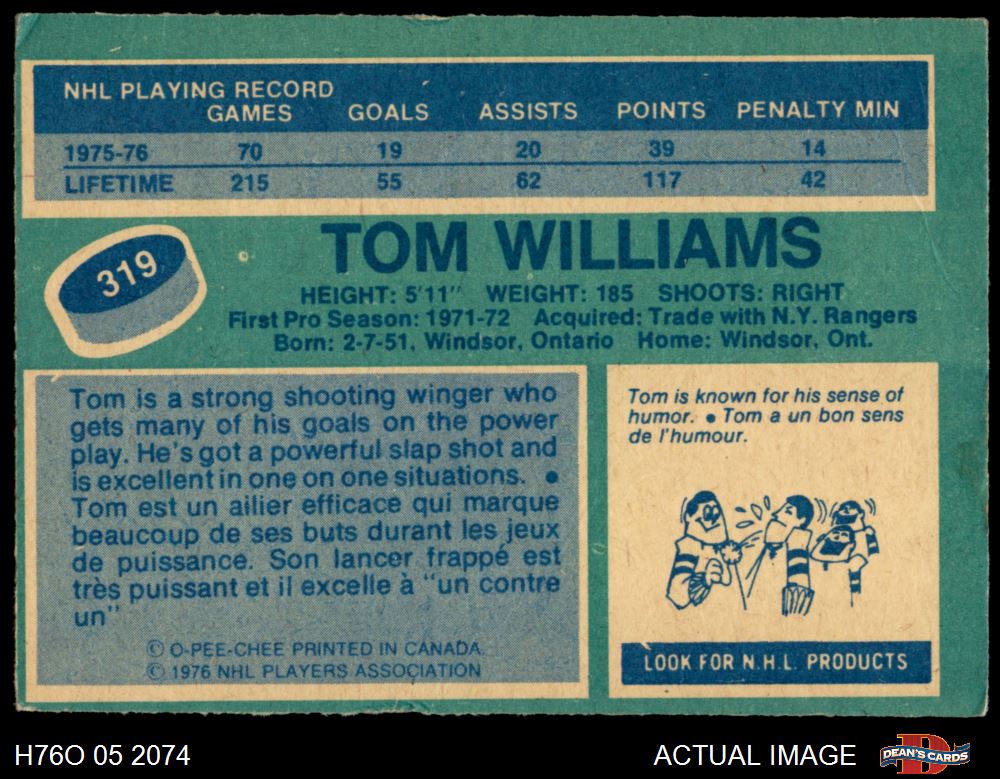 NHL PLAYING RECORD
GAMES GOALS ASSISTS POINTS PENALTY MIN
1975-76 70 19 20 39 14
LIFETIME 215 55 62 117 42
319
TOM WILLIAMS
HEIGHT: 5'11" WEIGHT: 185 SHOOTS: RIGHT
First Pro Season: 1971-72 Acquired: Trade with N.Y. Rangers
Born: 2-7-51, Windsor, Ontario Home: Windsor, Ont.
Tom is a strong shooting winger who
gets many of his goals on the power
play. He's got a powerful slap shot and
is excellent in one on one situations. •
Tom est un ailier efficace qui marque
beaucoup de ses buts durant les jeux
de puissance. Son lancer frappé est
très puissant et il excelle à "un contre
un"
© O-PEE-CHEE PRINTED IN CANADA.
© 1976 NHL PLAYERS ASSOCIATION
Tom is known for his sense of
humor. • Tom a un bon sens
de l'humour.
LOOK FOR N.H.L. PRODUCTS
H76O 05 2074
ACTUAL IMAGE
D
DEAN'S CARDS